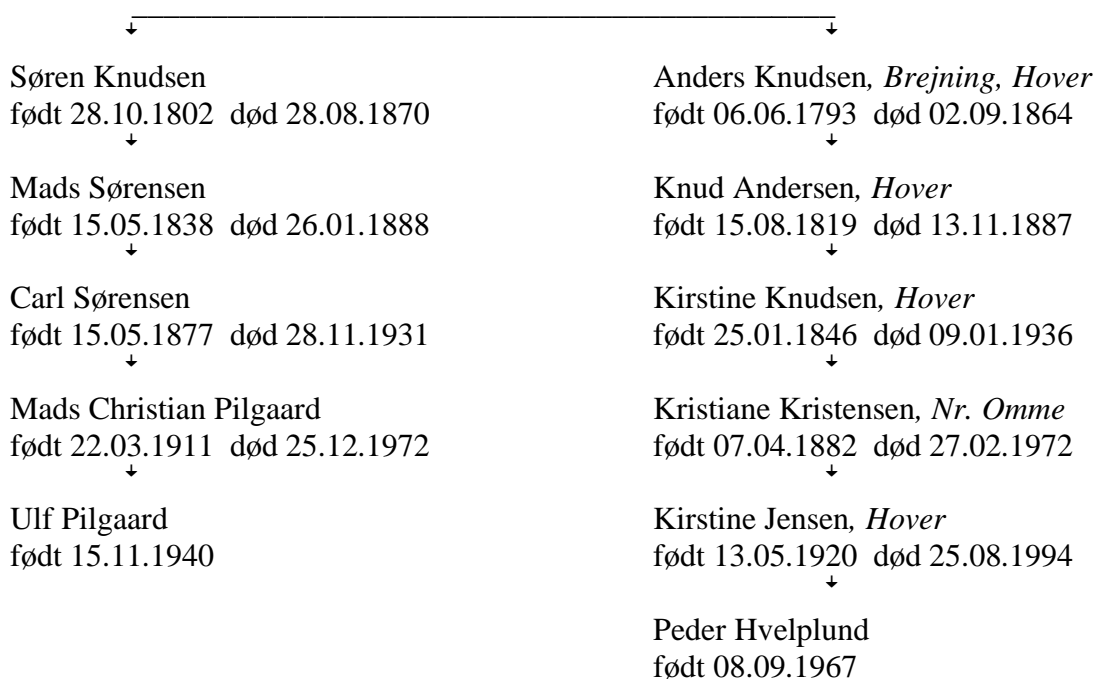 Søren Knudsen
født 28.10.1802 død 28.08.1870
Mads Sørensen
født 15.05.1838 død 26.01.1888
Carl Sørensen
født 15.05.1877 død 28.11.1931
Mads Christian Pilgaard
født 22.03.1911 død 25.12.1972
Ulf Pilgaard
født 15.11.1940
Anders Knudsen, Brejning, Hover
født 06.06.1793 død 02.09.1864
Knud Andersen, Hover
født 15.08.1819 død 13.11.1887
Kirstine Knudsen, Hover
født 25.01.1846 død 09.01.1936
Kristiane Kristensen, Nr. Omme
født 07.04.1882 død 27.02.1972
Kirstine Jensen, Hover
født 13.05.1920 død 25.08.1994
Peder Hvelplund
født 08.09.1967